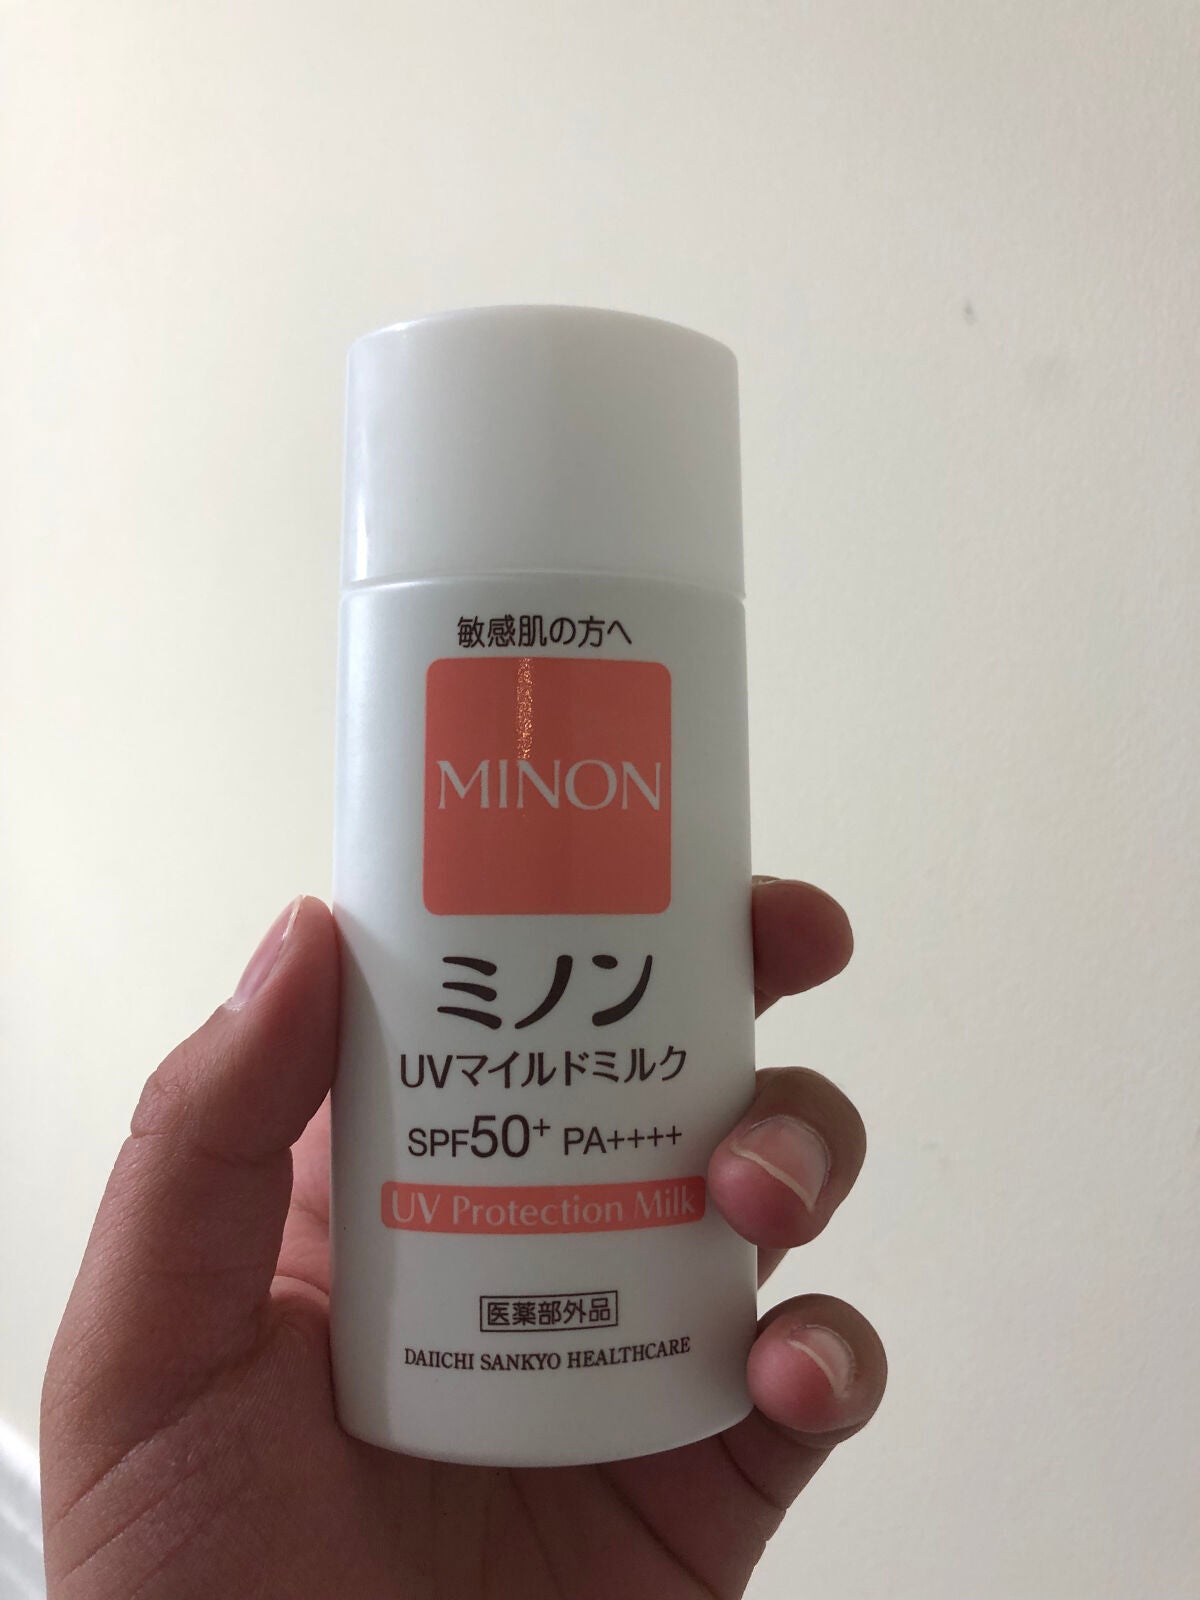 敏感肌の方へ
MINON
ミノン
UVマイルドミルク
SPF50+ PA++++
UV Protection Milk
医薬部外品
DAIICHI SANKYO HEALTHCARE